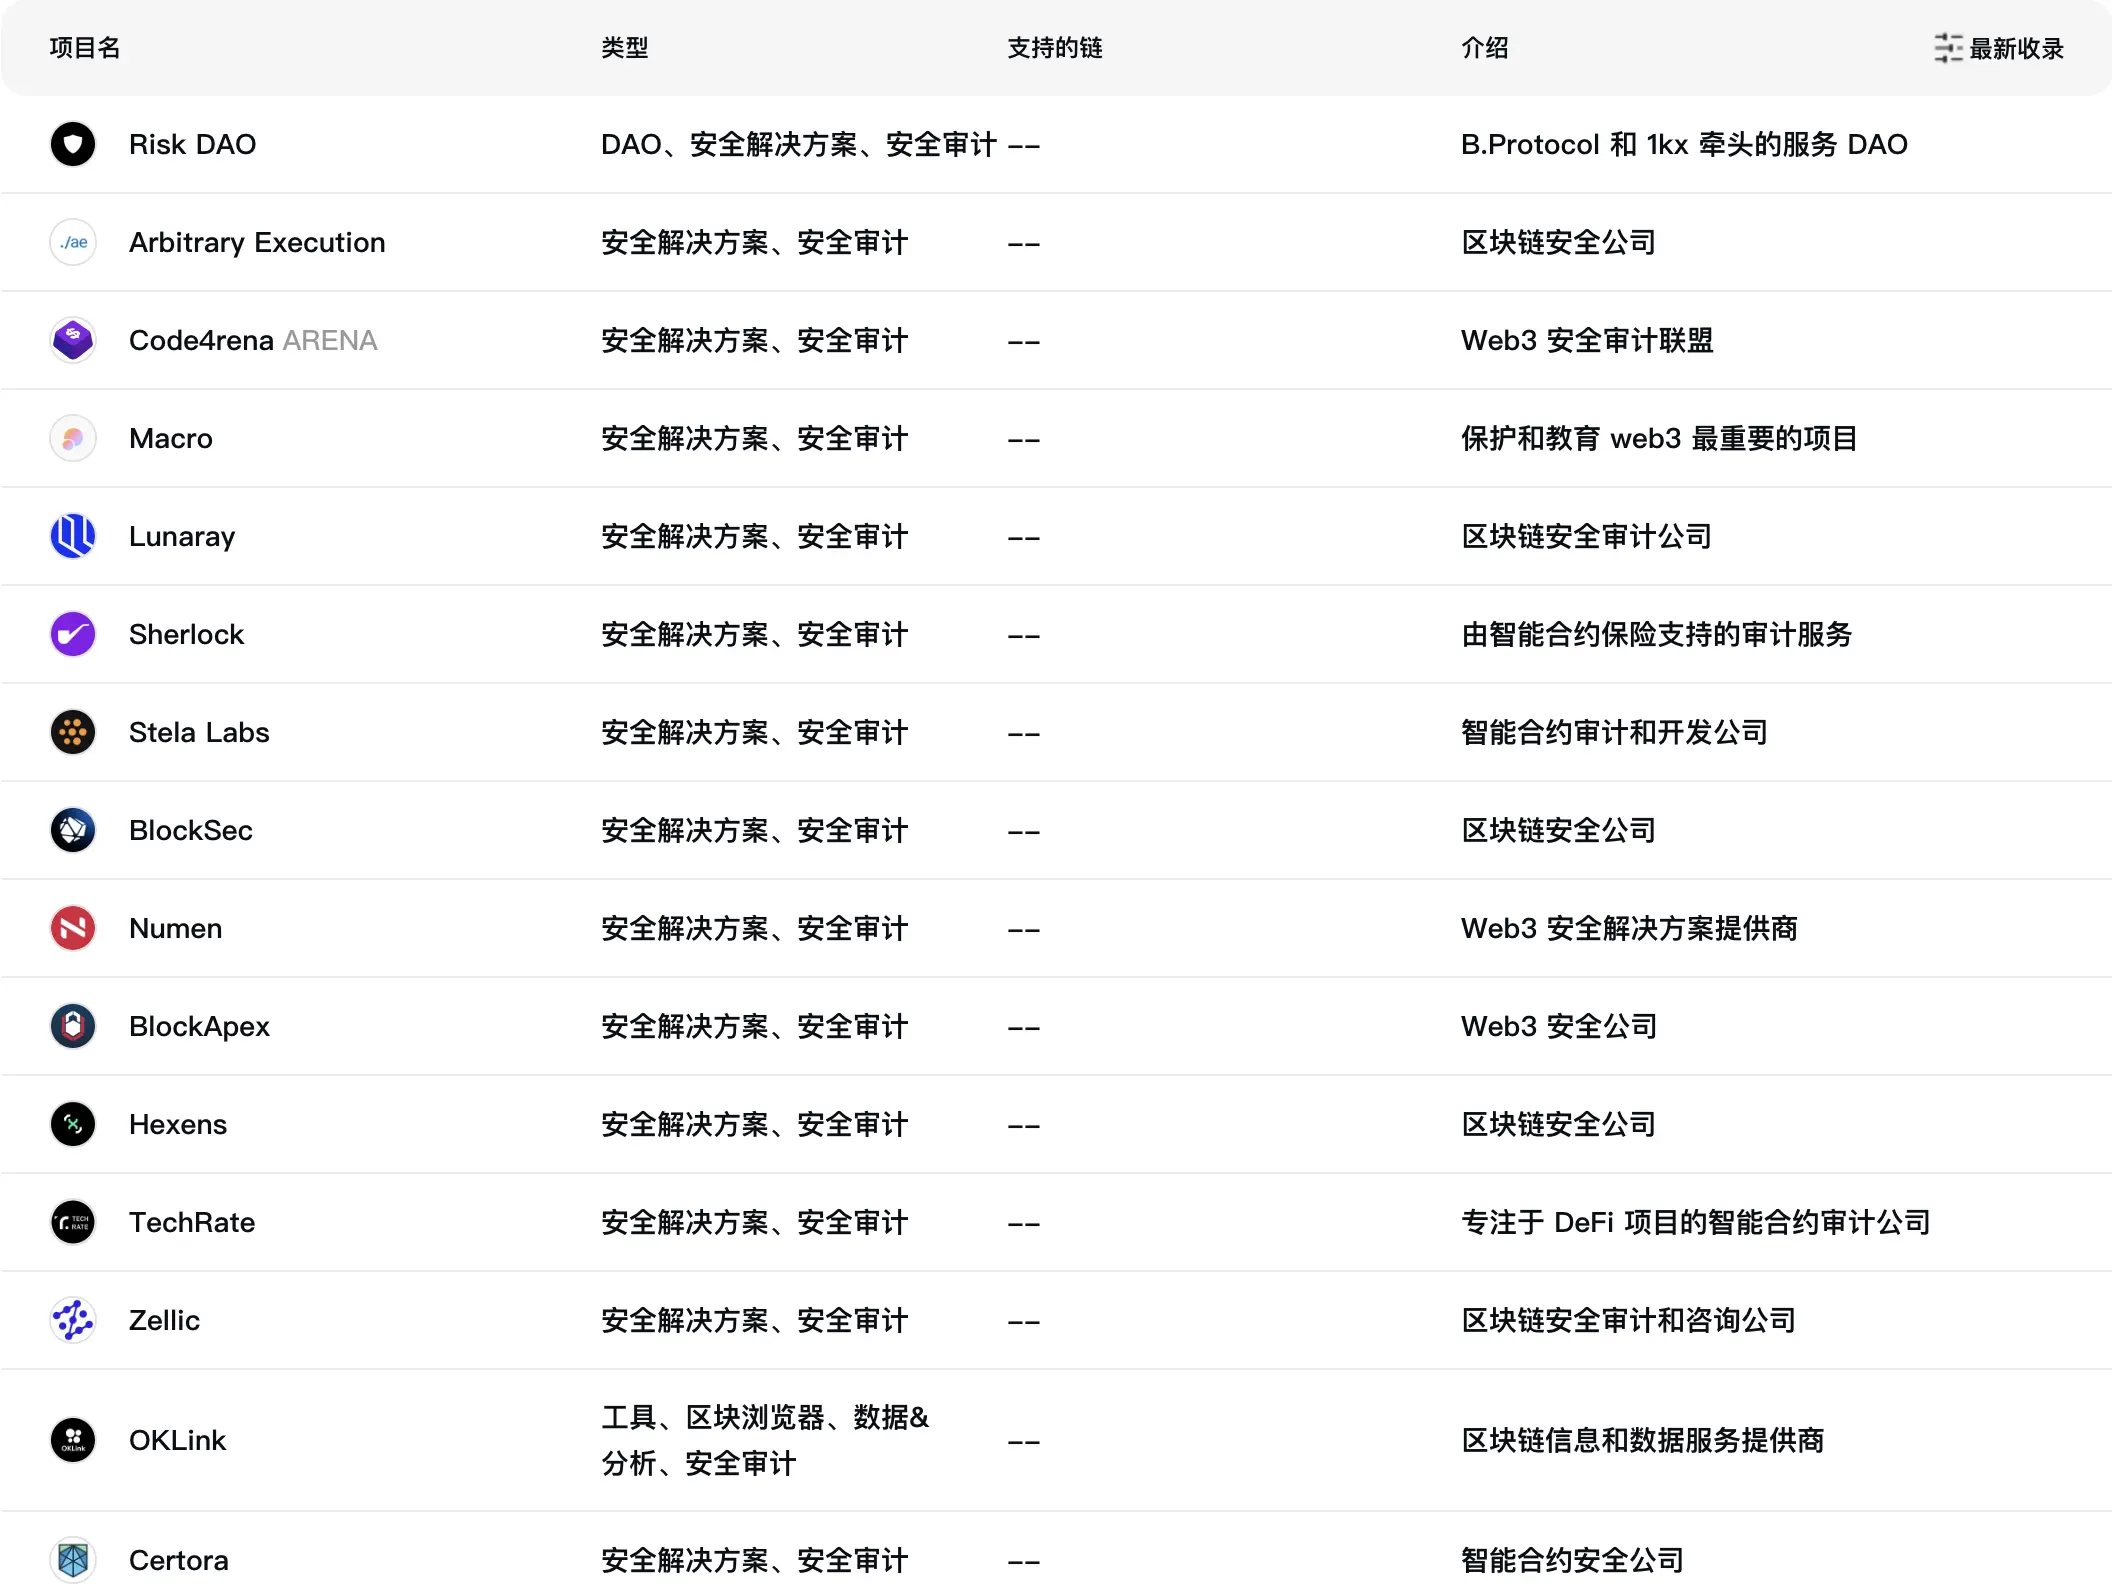 项目名 类型 支持的链 介绍 最新收录
Risk DAO DAO、安全解决方案、安全审计 -- B.Protocol 和 1kx 牵头的服务 DAO
./ae Arbitrary Execution 安全解决方案、安全审计 -- 区块链安全公司
Code4rena ARENA 安全解决方案、安全审计 -- Web3 安全审计联盟
Macro 安全解决方案、安全审计 -- 保护和教育 web3 最重要的项目
Lunaray 安全解决方案、安全审计 -- 区块链安全审计公司
Sherlock 安全解决方案、安全审计 -- 由智能合约保险支持的审计服务
Stela Labs 安全解决方案、安全审计 -- 智能合约审计和开发公司
BlockSec 安全解决方案、安全审计 -- 区块链安全公司
Numen 安全解决方案、安全审计 -- Web3 安全解决方案提供商
BlockApex 安全解决方案、安全审计 -- Web3 安全公司
Hexens 安全解决方案、安全审计 -- 区块链安全公司
TECH RATE TechRate 安全解决方案、安全审计 -- 专注于 DeFi 项目的智能合约审计公司
Zellic 安全解决方案、安全审计 -- 区块链安全审计和咨询公司
OKLink OKLink 工具、区块浏览器、数据&
分析、安全审计 -- 区块链信息和数据服务提供商
Certora 安全解决方案、安全审计 -- 智能合约安全公司